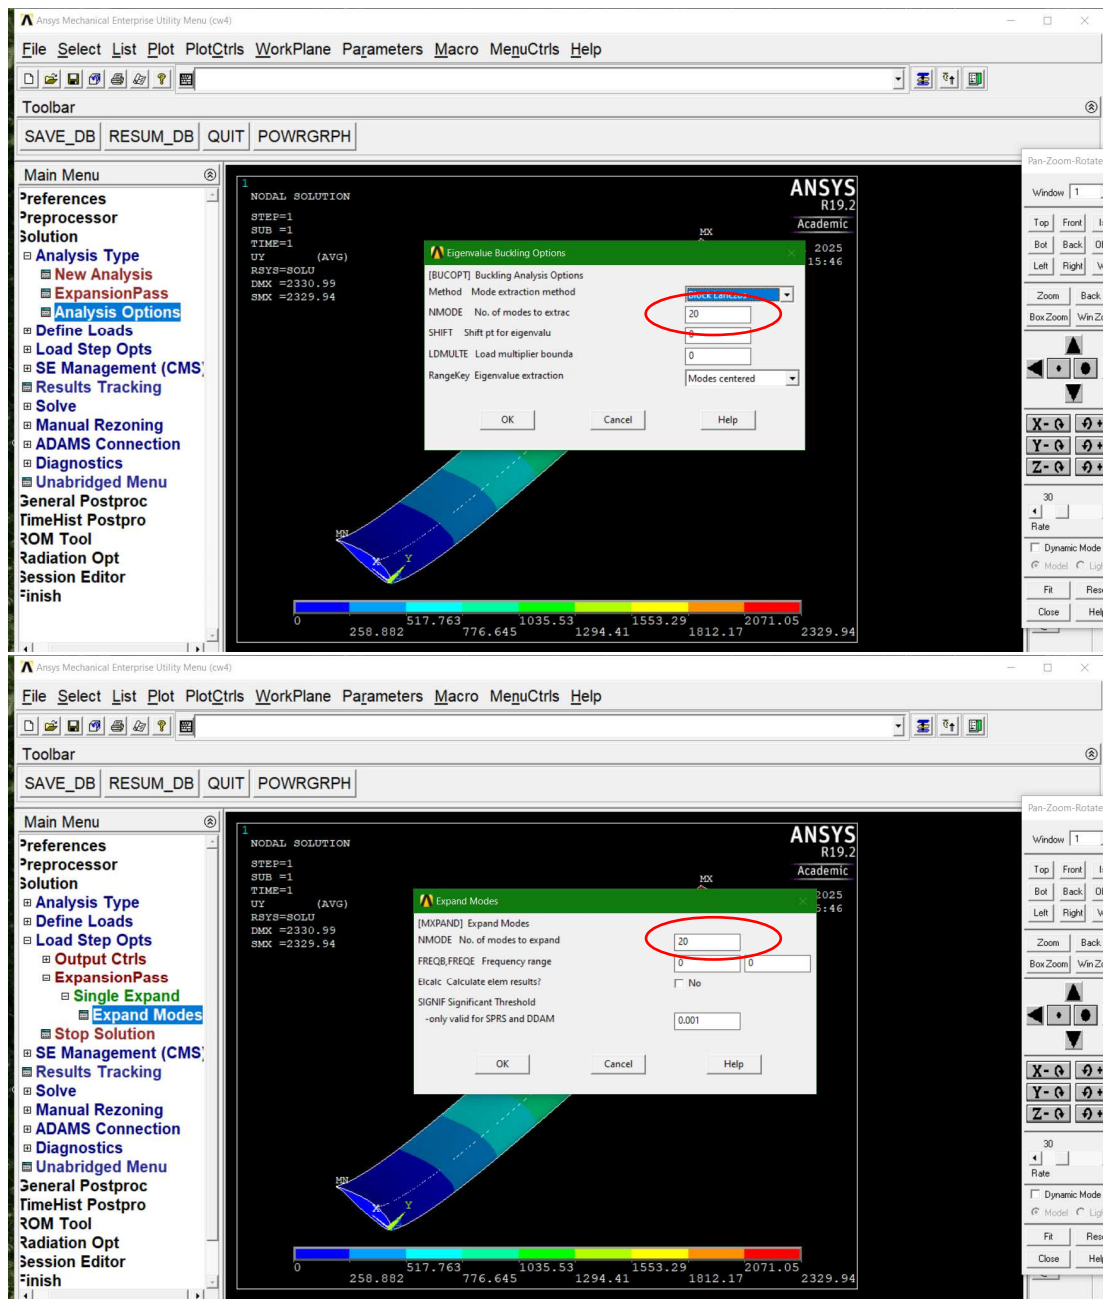 Ansys Mechanical Enterprise Utility Menu (cw4)
File Select List Plot PlotCtrls WorkPlane Parameters Macro MenuCtrls Help
Toolbar
SAVE_DB RESUM_DB QUIT POWRGRPH
Main Menu
Preferences
Preprocessor
Solution
Analysis Type
New Analysis
ExpansionPass
Analysis Options
Define Loads
Load Step Opts
SE Management (CMS)
Results Tracking
Solve
Manual Rezoning
ADAMS Connection
Diagnostics
Unabridged Menu
General Postproc
TimeHist Postpro
ROM Tool
Radiation Opt
Session Editor
Finish
1
NODAL SOLUTION
STEP=1
SUB =1
TIME=1
UY (AVG)
RSYS=SOLU
DMX =2330.99
SMX =2329.94
ANSYS
R19.2
Academic
2025
15:46
MX
Eigenvalue Buckling Options
[BUCOPT] Buckling Analysis Options
Method Mode extraction method Block Lanczos
NMODE No. of modes to extrac 20
SHIFT Shift pt for eigenvalu 0
LDMULTE Load multiplier bounda 0
RangeKey Eigenvalue extraction Modes centered
OK Cancel Help
MN
X
Y
0 517.763 1035.53 1553.29 2071.05
258.882 776.645 1294.41 1812.17 2329.94
Pan-Zoom-Rotate
Window 1
Top Front
Bot Back
Left Right
Zoom Back
Box Zoom Win Zo
X-
Y-
Z-
30
Rate
Dynamic Mode
Model Ligh
Fit Rese
Close Help
Ansys Mechanical Enterprise Utility Menu (cw4)
File Select List Plot PlotCtrls WorkPlane Parameters Macro MenuCtrls Help
Toolbar
SAVE_DB RESUM_DB QUIT POWRGRPH
Main Menu
Preferences
Preprocessor
Solution
Analysis Type
Define Loads
Load Step Opts
Output Ctrls
ExpansionPass
Single Expand
Expand Modes
Stop Solution
SE Management (CMS)
Results Tracking
Solve
Manual Rezoning
ADAMS Connection
Diagnostics
Unabridged Menu
General Postproc
TimeHist Postpro
ROM Tool
Radiation Opt
Session Editor
Finish
1
NODAL SOLUTION
STEP=1
SUB =1
TIME=1
UY (AVG)
RSYS=SOLU
DMX =2330.99
SMX =2329.94
ANSYS
R19.2
Academic
2025
5:46
MX
Expand Modes
[MXPAND] Expand Modes
NMODE No. of modes to expand 20
FREQB,FREQE Frequency range 0 0
Elcalc Calculate elem results? No
SIGNIF Significant Threshold
-only valid for SPRS and DDAM 0.001
OK Cancel Help
MN
X
Y
0 517.763 1035.53 1553.29 2071.05
258.882 776.645 1294.41 1812.17 2329.94
Pan-Zoom-Rotate
Window 1
Top Front
Bot Back
Left Right
Zoom Back
Box Zoom Win Zo
X-
Y-
Z-
30
Rate
Dynamic Mode
Model Ligh
Fit Rese
Close Help